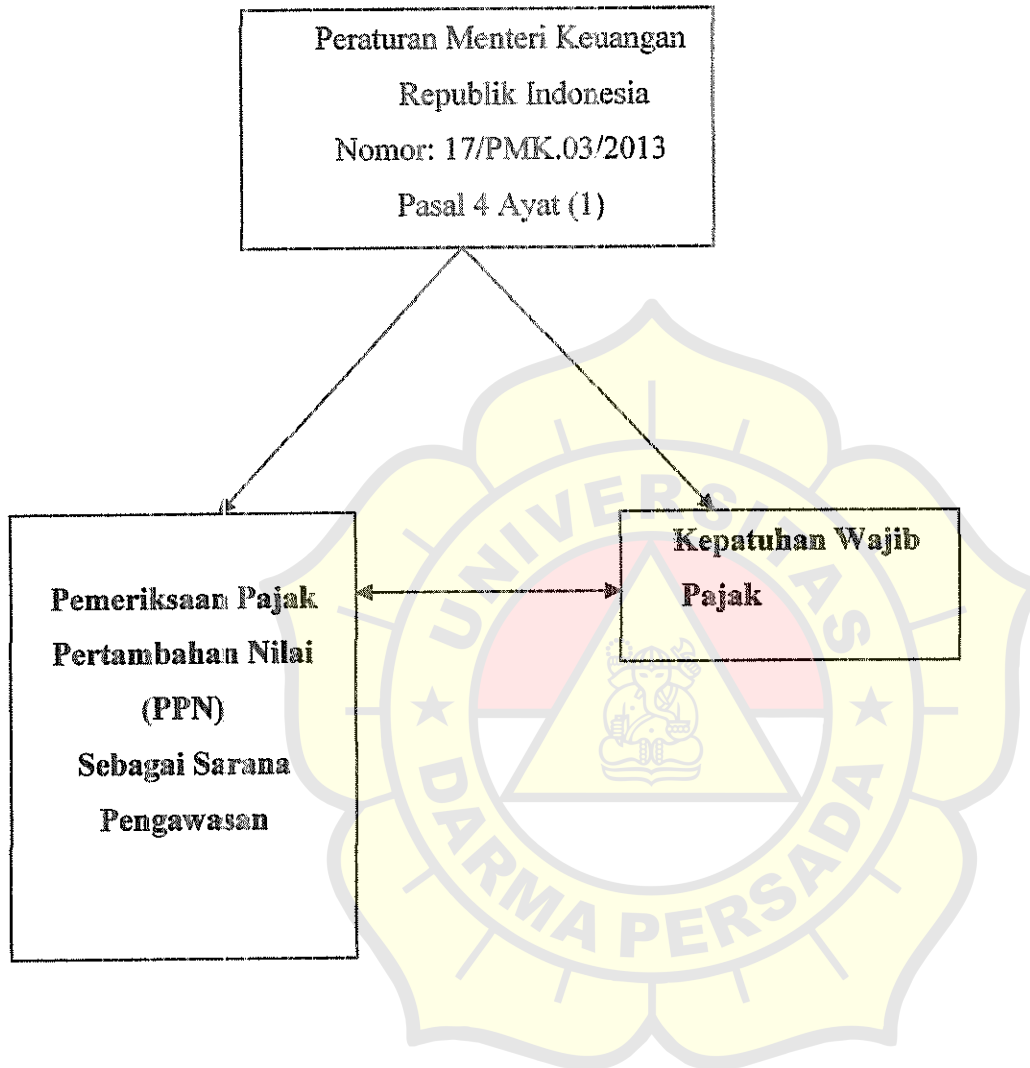 Peraturan Menteri Keuangan
Republik Indonesia
Nomor: 17/PMK.03/2013
Pasal 4 Ayat (1)
Pemeriksaan Pajak
Pertambahan Nilai
(PPN)
Sebagai Sarana
Pengawasan
Kepatuhan Wajib
Pajak
UNIVERSITAS
DARMA PERSADA